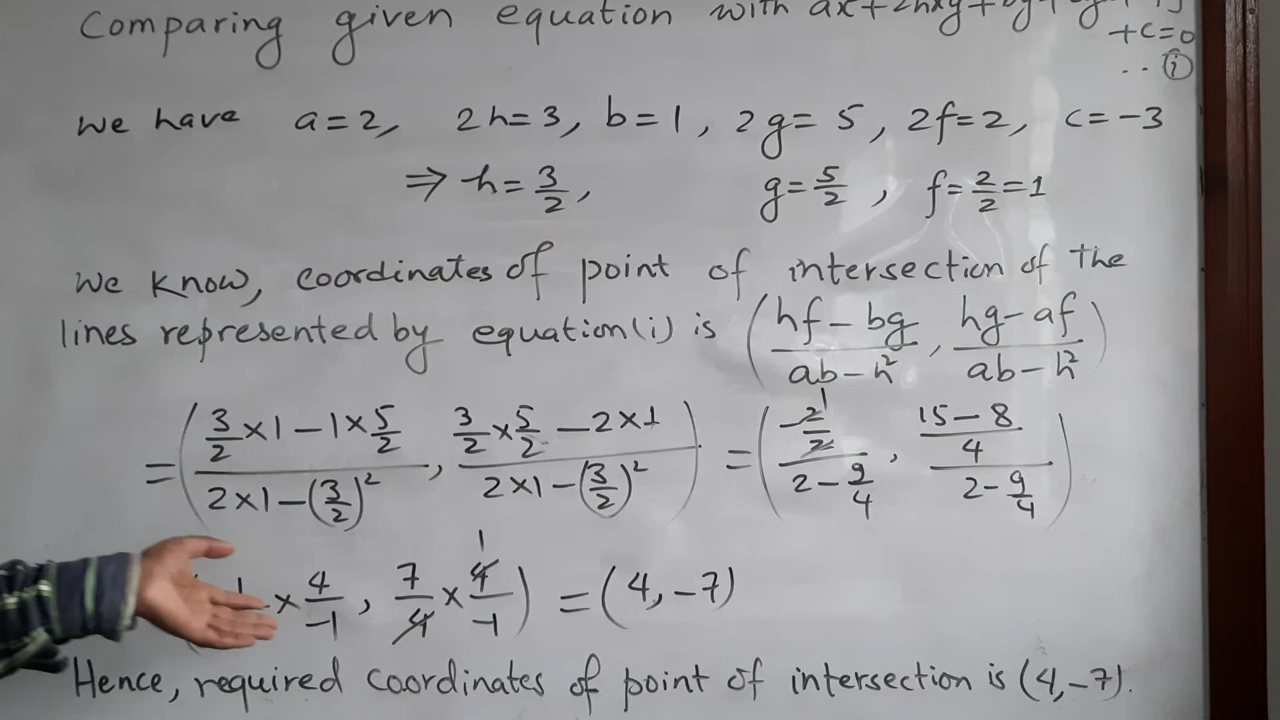 Comparing given equation with
+c=0
.. (i)
We have a=2, 2h=3, b=1, 2g=5, 2f=2, c=-3
⇒ h=3/2, g=5/2, f=2/2=1
We know, coordinates of point of intersection of the
lines represented by equation(i) is ((hf-bg)/(ab-h²), (hg-af)/(ab-h²))
= ((3/2×1-1×5/2)/(2×1-(3/2)²), (3/2×5/2-2×1)/(2×1-(3/2)²)) = ((-2/2)/(2-9/4), ((15-8)/4)/(2-9/4))
1 × 4/-1, 7/4 × 4/-1) = (4,-7)
Hence, required coordinates of point of intersection is (4,-7).